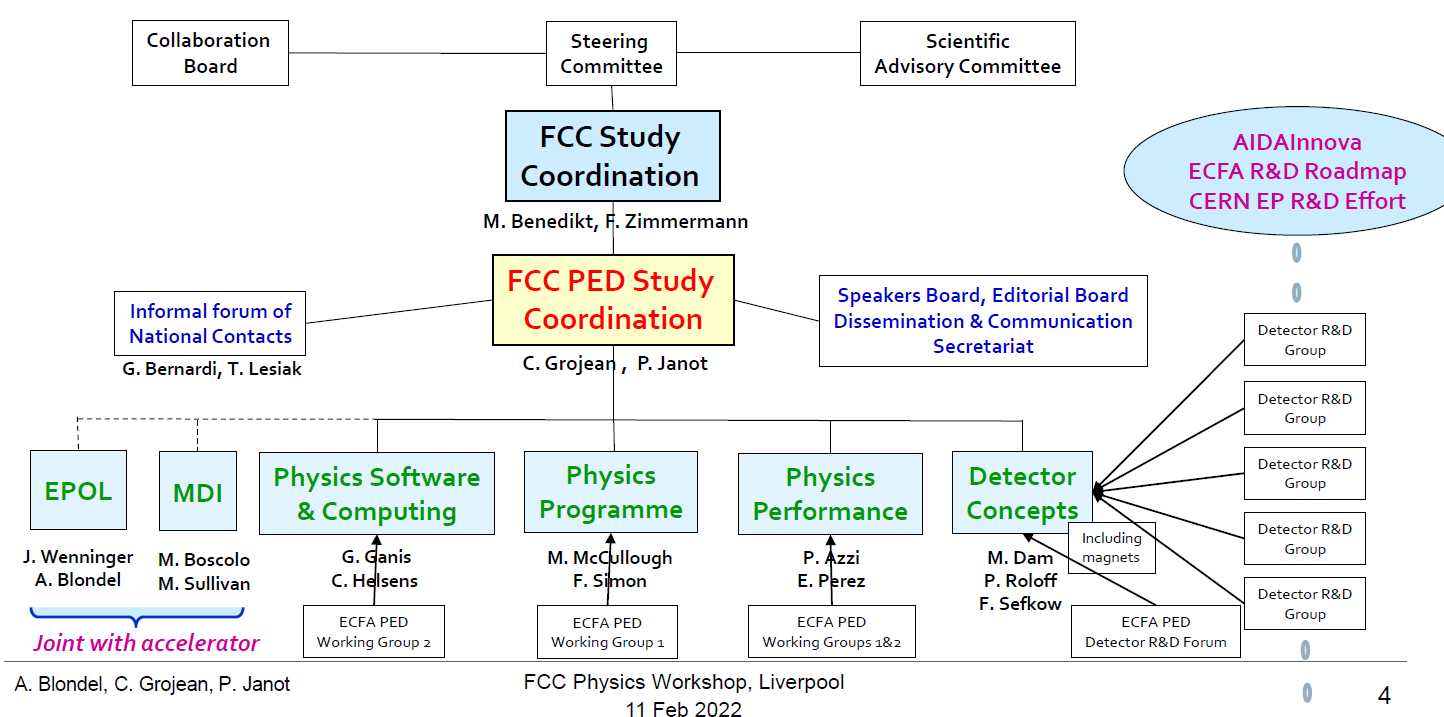 Collaboration
Board
Steering
Committee
Scientific
Advisory Committee
FCC Study
Coordination
M. Benedikt, F. Zimmermann
AIDAInnova
ECFA R&D Roadmap
CERN EP R&D Effort
FCC PED Study
Coordination
C. Grojean , P. Janot
Informal forum of
National Contacts
G. Bernardi, T. Lesiak
Speakers Board, Editorial Board
Dissemination & Communication
Secretariat
Detector R&D
Group
Detector R&D
Group
Detector R&D
Group
Detector R&D
Group
Detector R&D
Group
EPOL
J. Wenninger
A. Blondel
MDI
M. Boscolo
M. Sullivan
Joint with accelerator
Physics Software
& Computing
G. Ganis
C. Helsens
ECFA PED
Working Group 2
Physics
Programme
M. McCullough
F. Simon
ECFA PED
Working Group 1
Physics
Performance
P. Azzi
E. Perez
ECFA PED
Working Groups 1&2
Detector
Concepts
Including
magnets
M. Dam
P. Roloff
F. Sefkow
ECFA PED
Detector R&D Forum
A. Blondel, C. Grojean, P. Janot
FCC Physics Workshop, Liverpool
11 Feb 2022
4